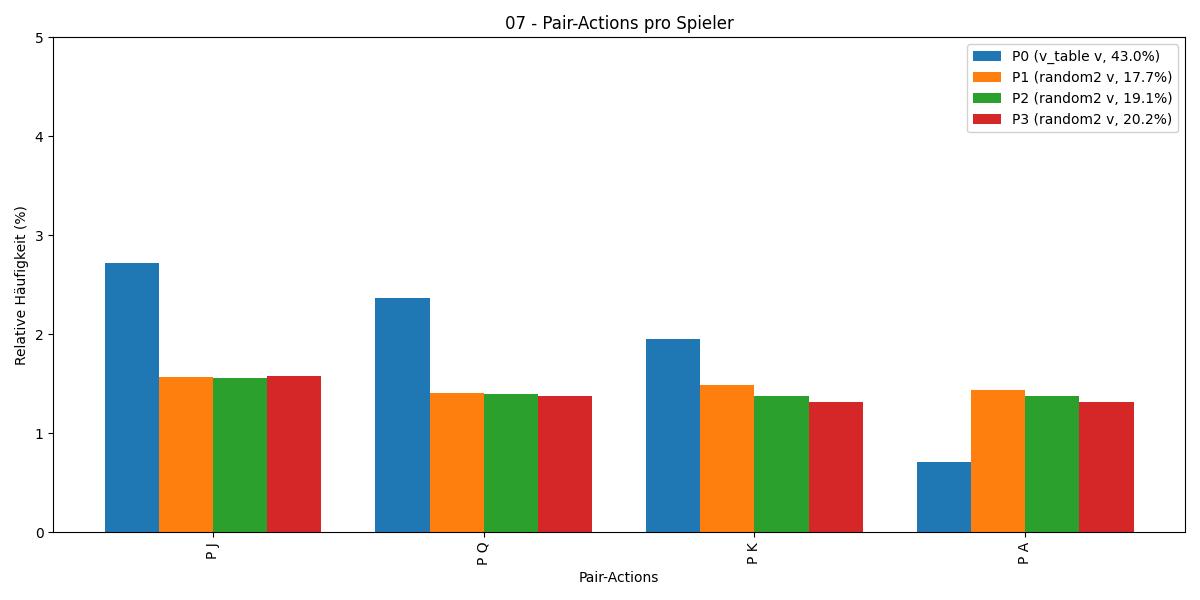 07 - Pair-Actions pro Spieler
Relative Häufigkeit (%)
5
4
3
2
1
0
P0 (v_table v, 43.0%)
P1 (random2 v, 17.7%)
P2 (random2 v, 19.1%)
P3 (random2 v, 20.2%)
P J
P Q
P K
P A
Pair-Actions